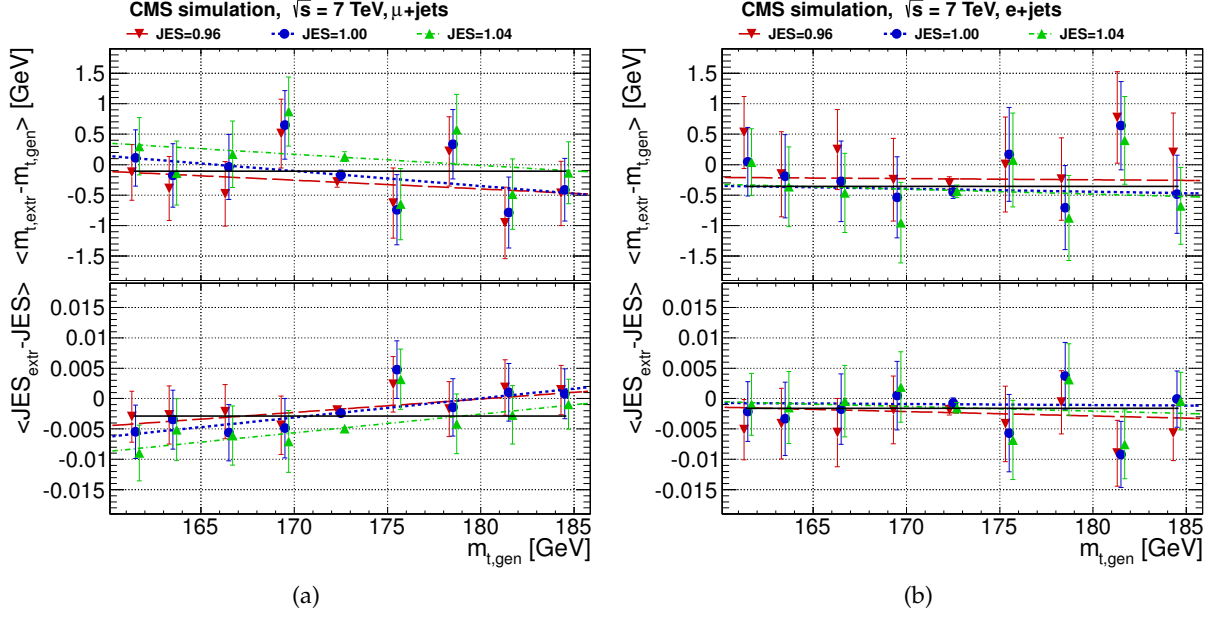 CMS simulation, √s = 7 TeV, μ+jets
JES=0.96 JES=1.00 JES=1.04
<m_t,extr-m_t,gen> [GeV]
1.5
1
0.5
0
-0.5
-1
-1.5
<JES_extr-JES>
0.015
0.01
0.005
0
-0.005
-0.01
-0.015
165 170 175 180 185
m_t,gen [GeV]
(a)
CMS simulation, √s = 7 TeV, e+jets
JES=0.96 JES=1.00 JES=1.04
<m_t,extr-m_t,gen> [GeV]
1.5
1
0.5
0
-0.5
-1
-1.5
<JES_extr-JES>
0.015
0.01
0.005
0
-0.005
-0.01
-0.015
165 170 175 180 185
m_t,gen [GeV]
(b)